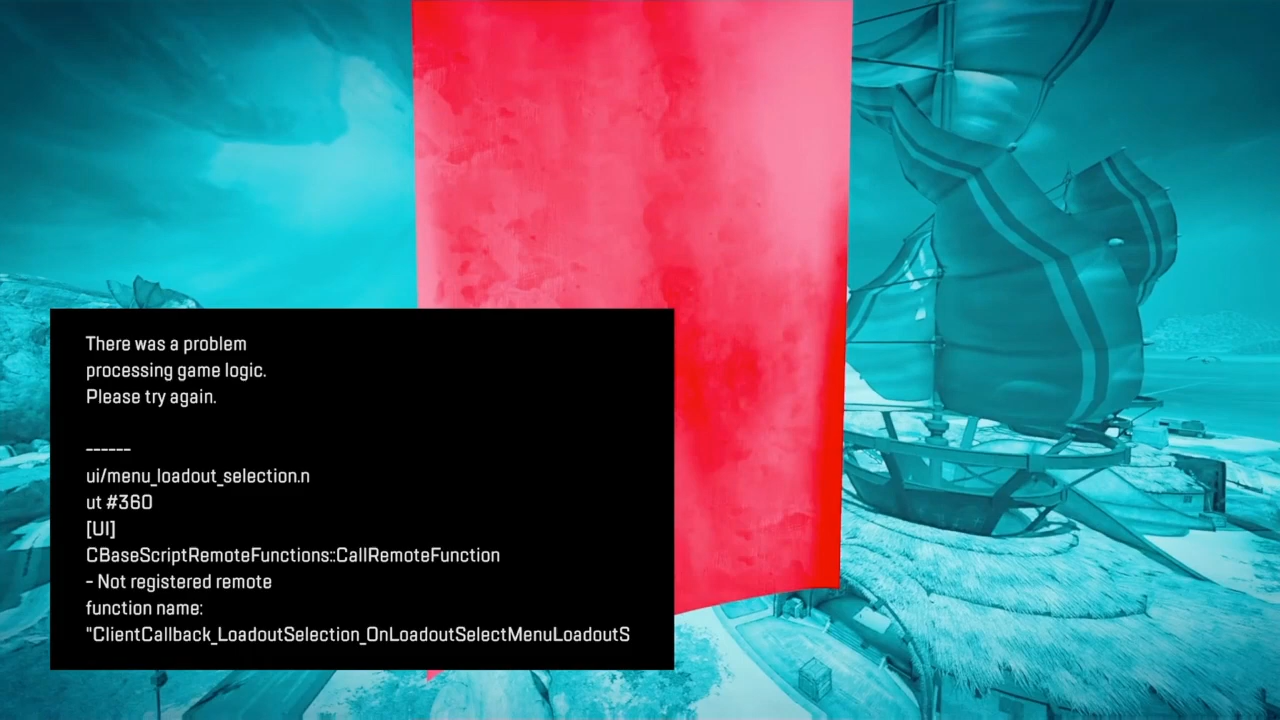 There was a problem
processing game logic.
Please try again.
------
ui/menu_loadout_selection.n
ut #360
[UI]
CBaseScriptRemoteFunctions::CallRemoteFunction
- Not registered remote
function name:
"ClientCallback_LoadoutSelection_OnLoadoutSelectMenuLoadoutS